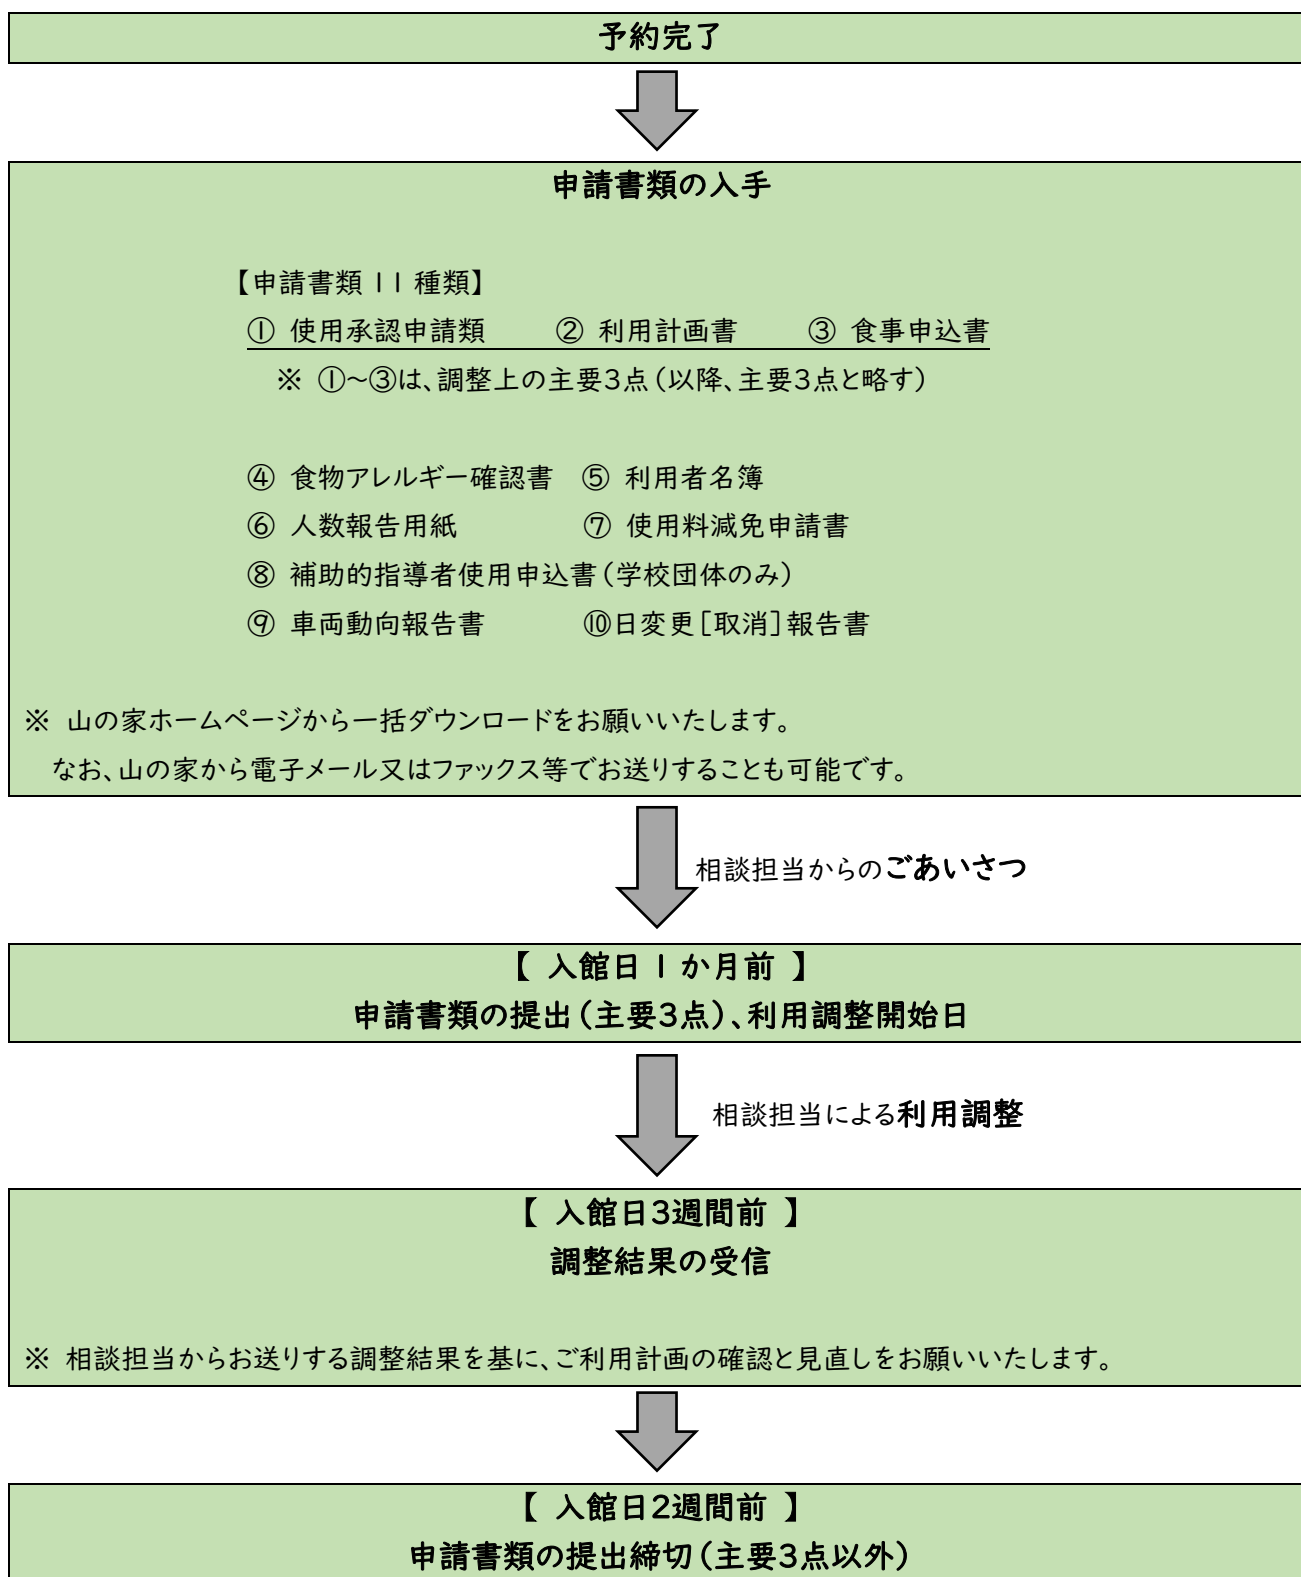 予約完了
申請書類の入手
【申請書類11種類】
① 使用承認申請類 ② 利用計画書 ③ 食事申込書
※ ①~③は、調整上の主要3点(以降、主要3点と略す)
④ 食物アレルギー確認書 ⑤ 利用者名簿
⑥ 人数報告用紙 ⑦ 使用料減免申請書
⑧ 補助的指導者使用申込書(学校団体のみ)
⑨ 車両動向報告書 ⑩日変更[取消]報告書
※ 山の家ホームページから一括ダウンロードをお願いいたします。
なお、山の家から電子メール又はファックス等でお送りすることも可能です。
相談担当からのごあいさつ
【 入館日1か月前 】
申請書類の提出(主要3点)、利用調整開始日
相談担当による利用調整
【 入館日3週間前 】
調整結果の受信
※ 相談担当からお送りする調整結果を基に、ご利用計画の確認と見直しをお願いいたします。
【 入館日2週間前 】
申請書類の提出締切(主要3点以外)